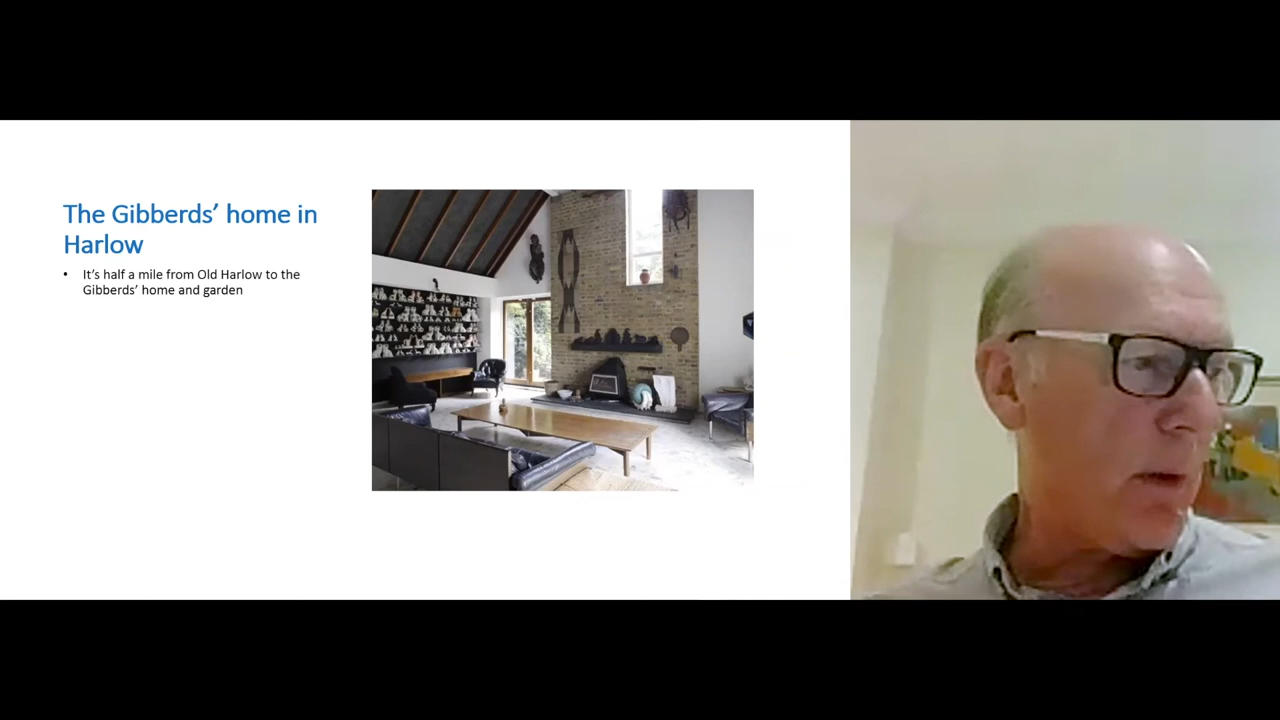 The Gibberds’ home in
Harlow
• It’s half a mile from Old Harlow to the
Gibberds’ home and garden